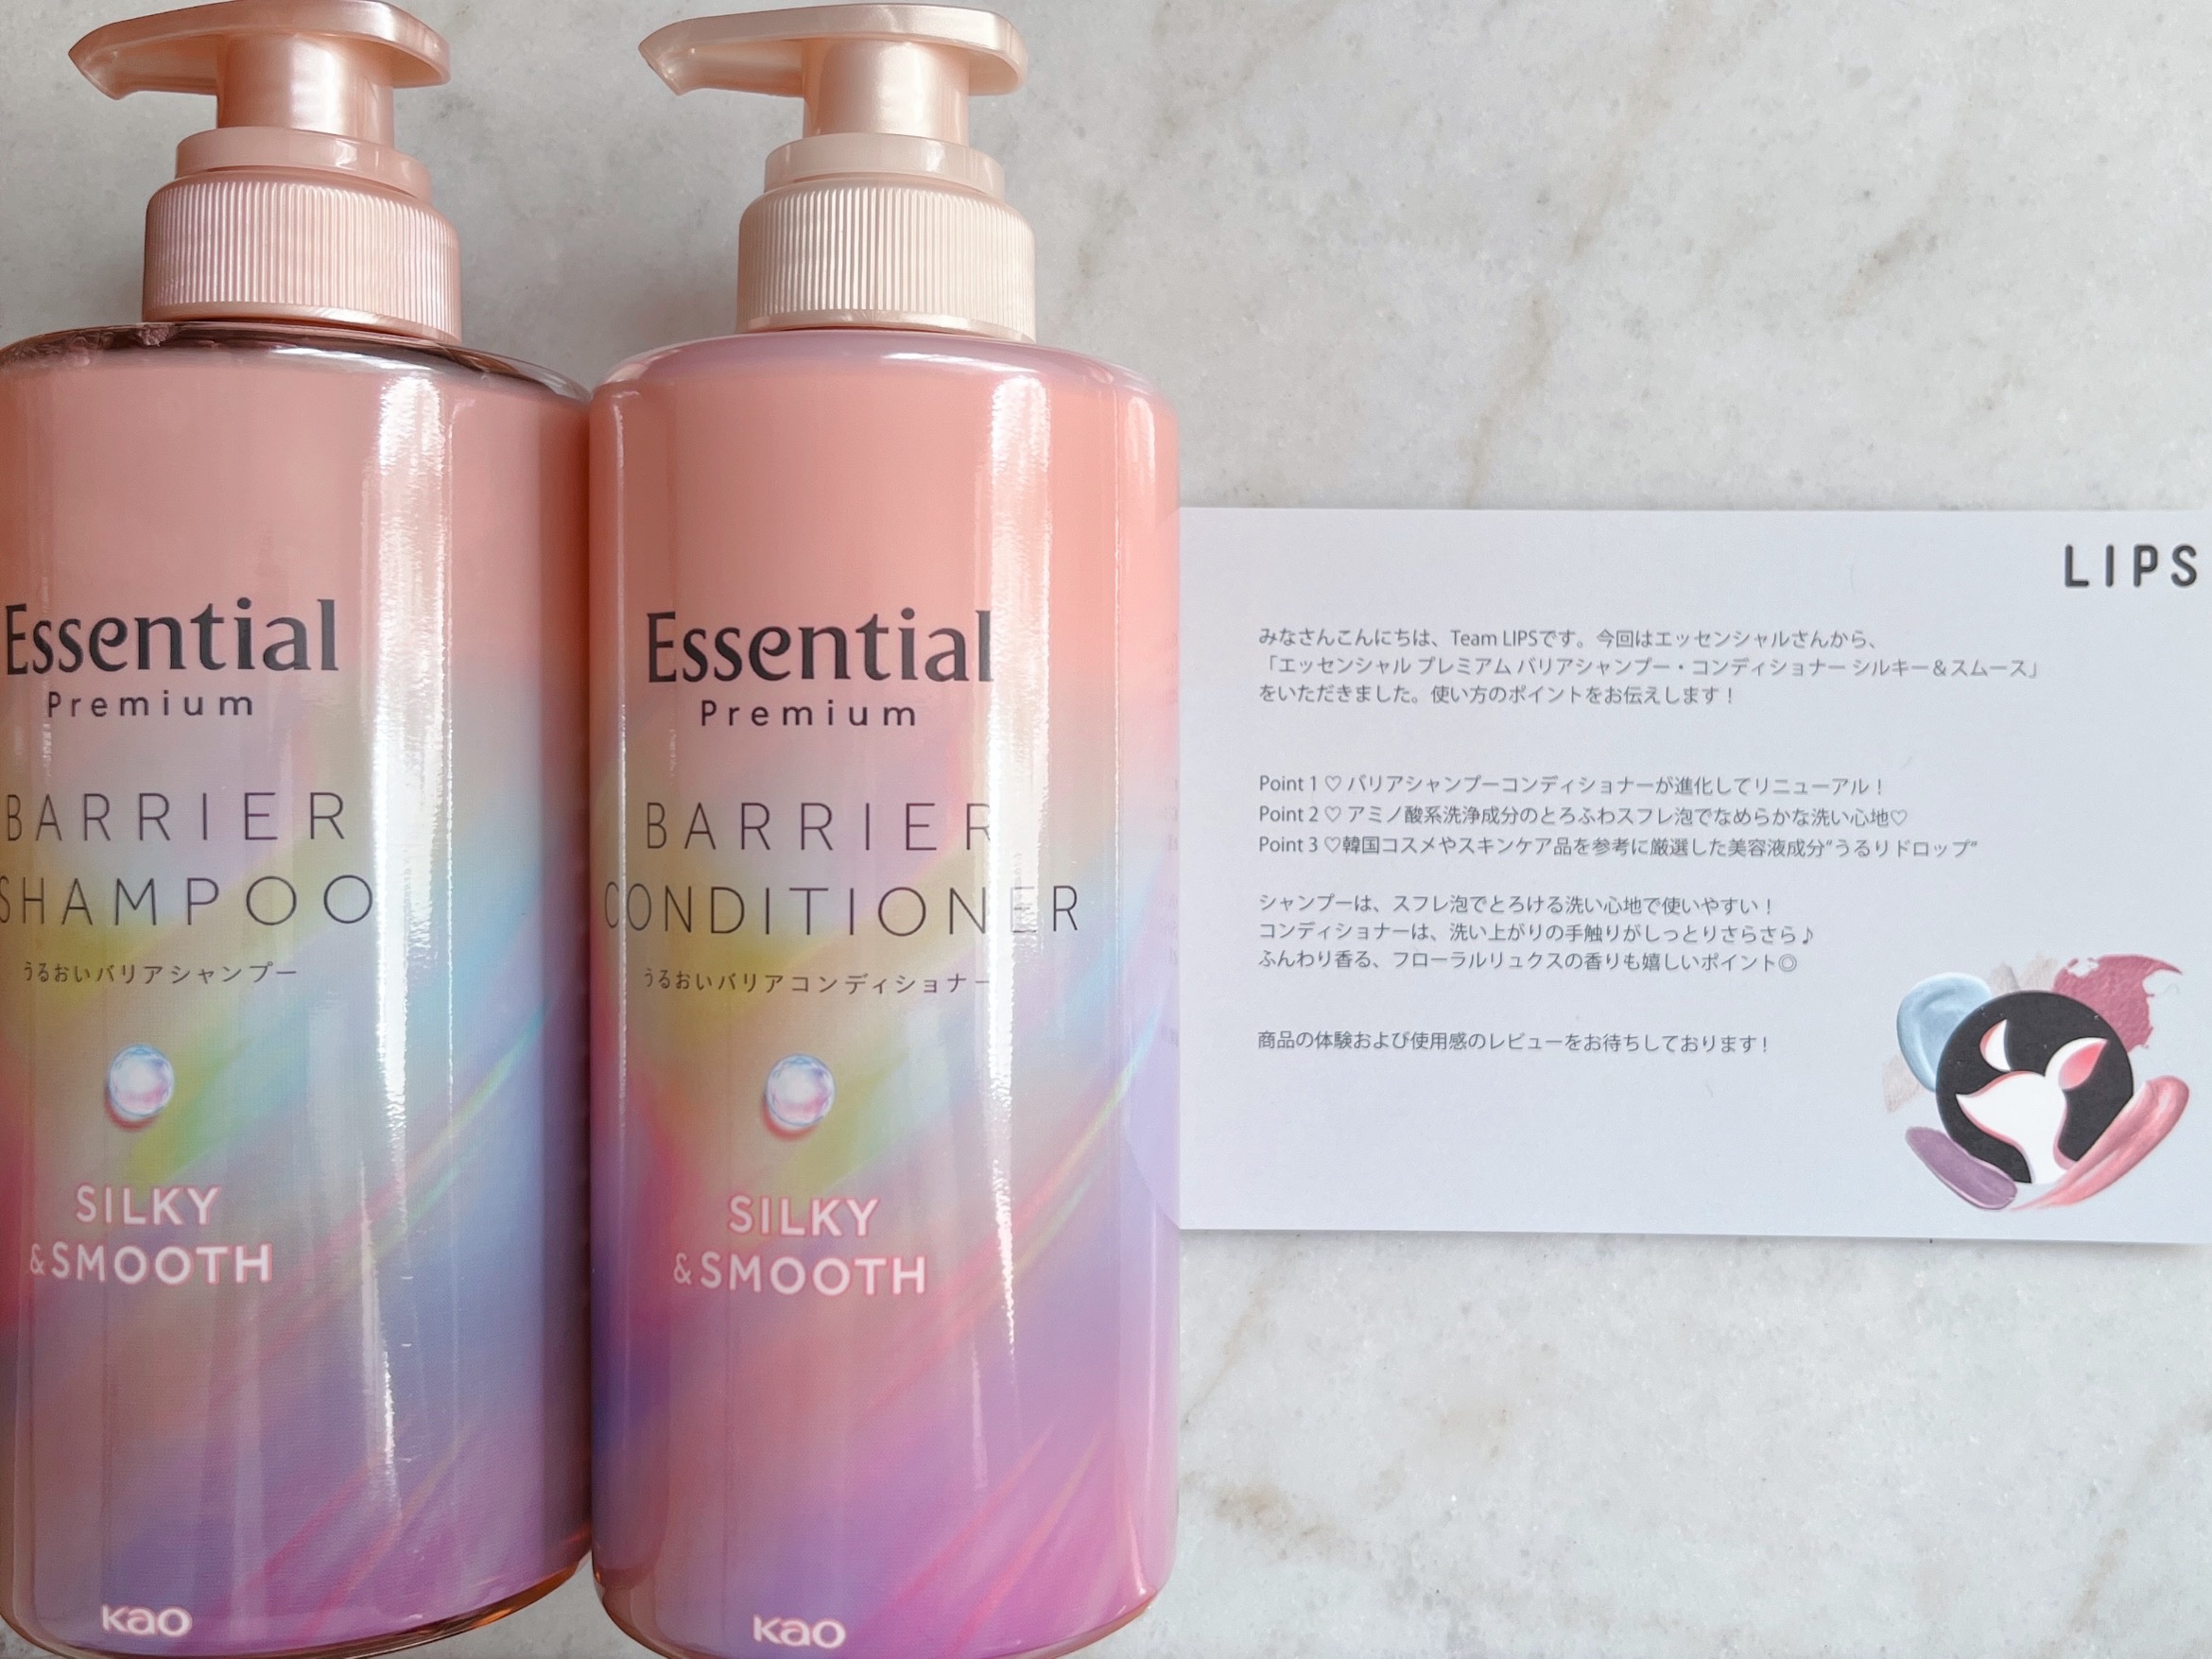 Essential
Premium
BARRIER
SHAMPOO
うるおいバリアシャンプー
SILKY
&SMOOTH
Kao
Essential
Premium
BARRIER
CONDITIONER
うるおいバリアコンディショナー
SILKY
&SMOOTH
Kao
LIPS
みなさんこんにちは、Team LIPSです。今回はエッセンシャルさんから、
「エッセンシャル プレミアム バリアシャンプー・コンディショナー シルキー＆スムース」
をいただきました。使い方のポイントをお伝えします！
Point 1 ♡ バリアシャンプーコンディショナーが進化してリニューアル！
Point 2 ♡ アミノ酸系洗浄成分のとろふわスフレ泡でなめらかな洗い心地♡
Point 3 ♡韓国コスメやスキンケア品を参考に厳選した美容液成分"うるりドロップ"
シャンプーは、スフレ泡でとろける洗い心地で使いやすい！
コンディショナーは、洗い上がりの手触りがしっとりさらさら♪
ふんわり香る、フローラルリュクスの香りも嬉しいポイント◎
商品の体験および使用感のレビューをお待ちしております！